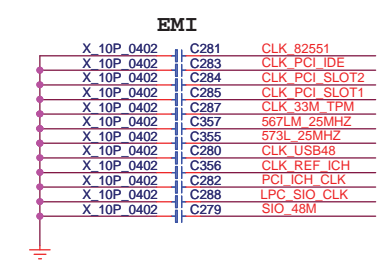 EMI
X_10P_0402 C281 CLK_82551
X_10P_0402 C283 CLK_PCI_IDE
X_10P_0402 C284 CLK_PCI_SLOT2
X_10P_0402 C285 CLK_PCI_SLOT1
X_10P_0402 C287 CLK_33M_TPM
X_10P_0402 C357 567LM_25MHZ
X_10P_0402 C355 573L_25MHZ
X_10P_0402 C280 CLK_USB48
X_10P_0402 C356 CLK_REF_ICH
X_10P_0402 C282 PCI_ICH_CLK
X_10P_0402 C288 LPC_SIO_CLK
X_10P_0402 C279 SIO_48M